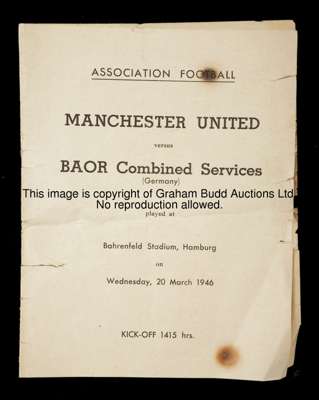 ASSOCIATION FOOTBALL
MANCHESTER UNITED
versus
BAOR Combined Services
(Germany)
This image is copyright of Graham Budd Auctions Ltd
No reproduction allowed.
played at
Bahrenfeld Stadium, Hamburg
on
Wednesday, 20 March 1946
KICK-OFF 1415 hrs.